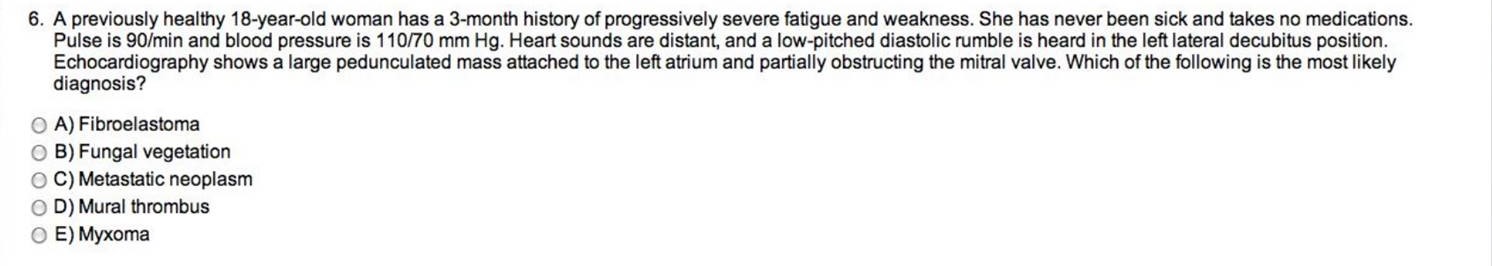 6. A previously healthy 18-year-old woman has a 3-month history of progressively severe fatigue and weakness. She has never been sick and takes no medications.
Pulse is 90/min and blood pressure is 110/70 mm Hg. Heart sounds are distant, and a low-pitched diastolic rumble is heard in the left lateral decubitus position.
Echocardiography shows a large pedunculated mass attached to the left atrium and partially obstructing the mitral valve. Which of the following is the most likely
diagnosis?
A) Fibroelastoma
B) Fungal vegetation
C) Metastatic neoplasm
D) Mural thrombus
E) Myxoma